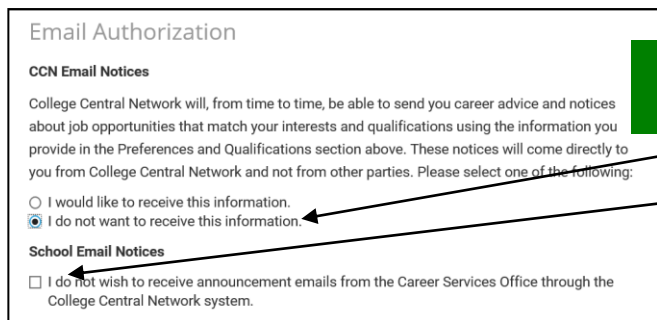 Email Authorization
CCN Email Notices
College Central Network will, from time to time, be able to send you career advice and notices
about job opportunities that match your interests and qualifications using the information you
provide in the Preferences and Qualifications section above. These notices will come directly to
you from College Central Network and not from other parties. Please select one of the following:
I would like to receive this information.
I do not want to receive this information.
School Email Notices
I do not wish to receive announcement emails from the Career Services Office through the
College Central Network system.